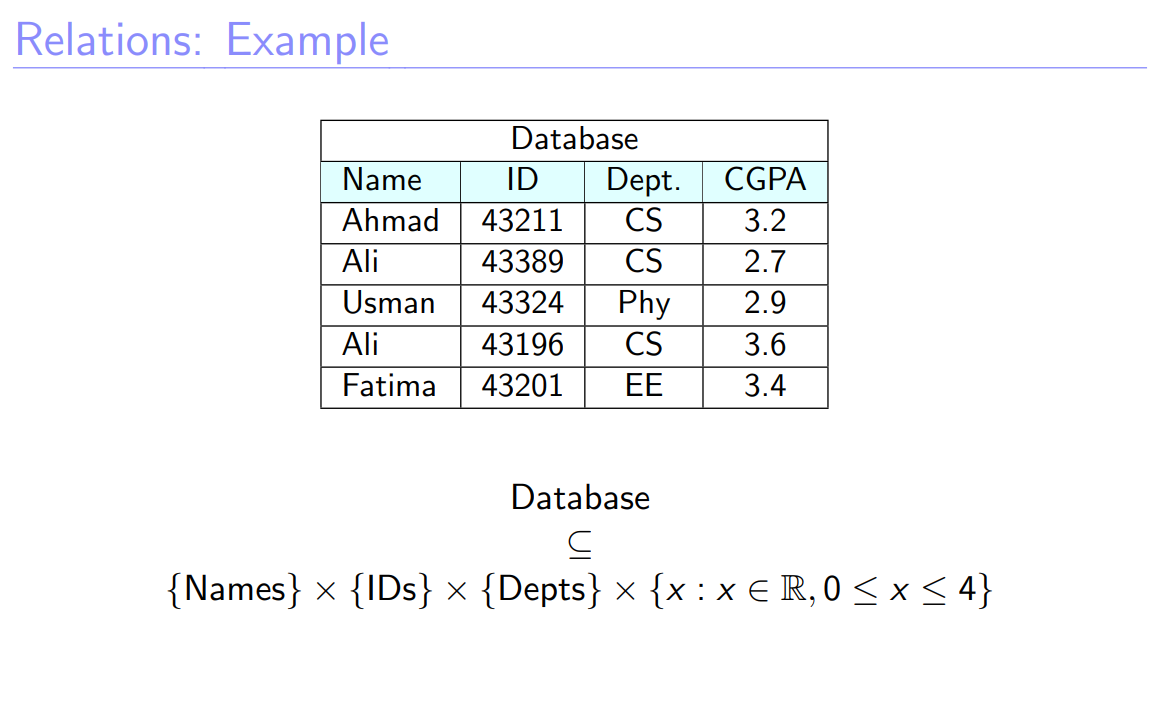 Relations: Example
Database
Name ID Dept. CGPA
Ahmad 43211 CS 3.2
Ali 43389 CS 2.7
Usman 43324 Phy 2.9
Ali 43196 CS 3.6
Fatima 43201 EE 3.4
Database
⊆
{Names} × {IDs} × {Depts} × {x : x ∈ ℝ, 0 ≤ x ≤ 4}